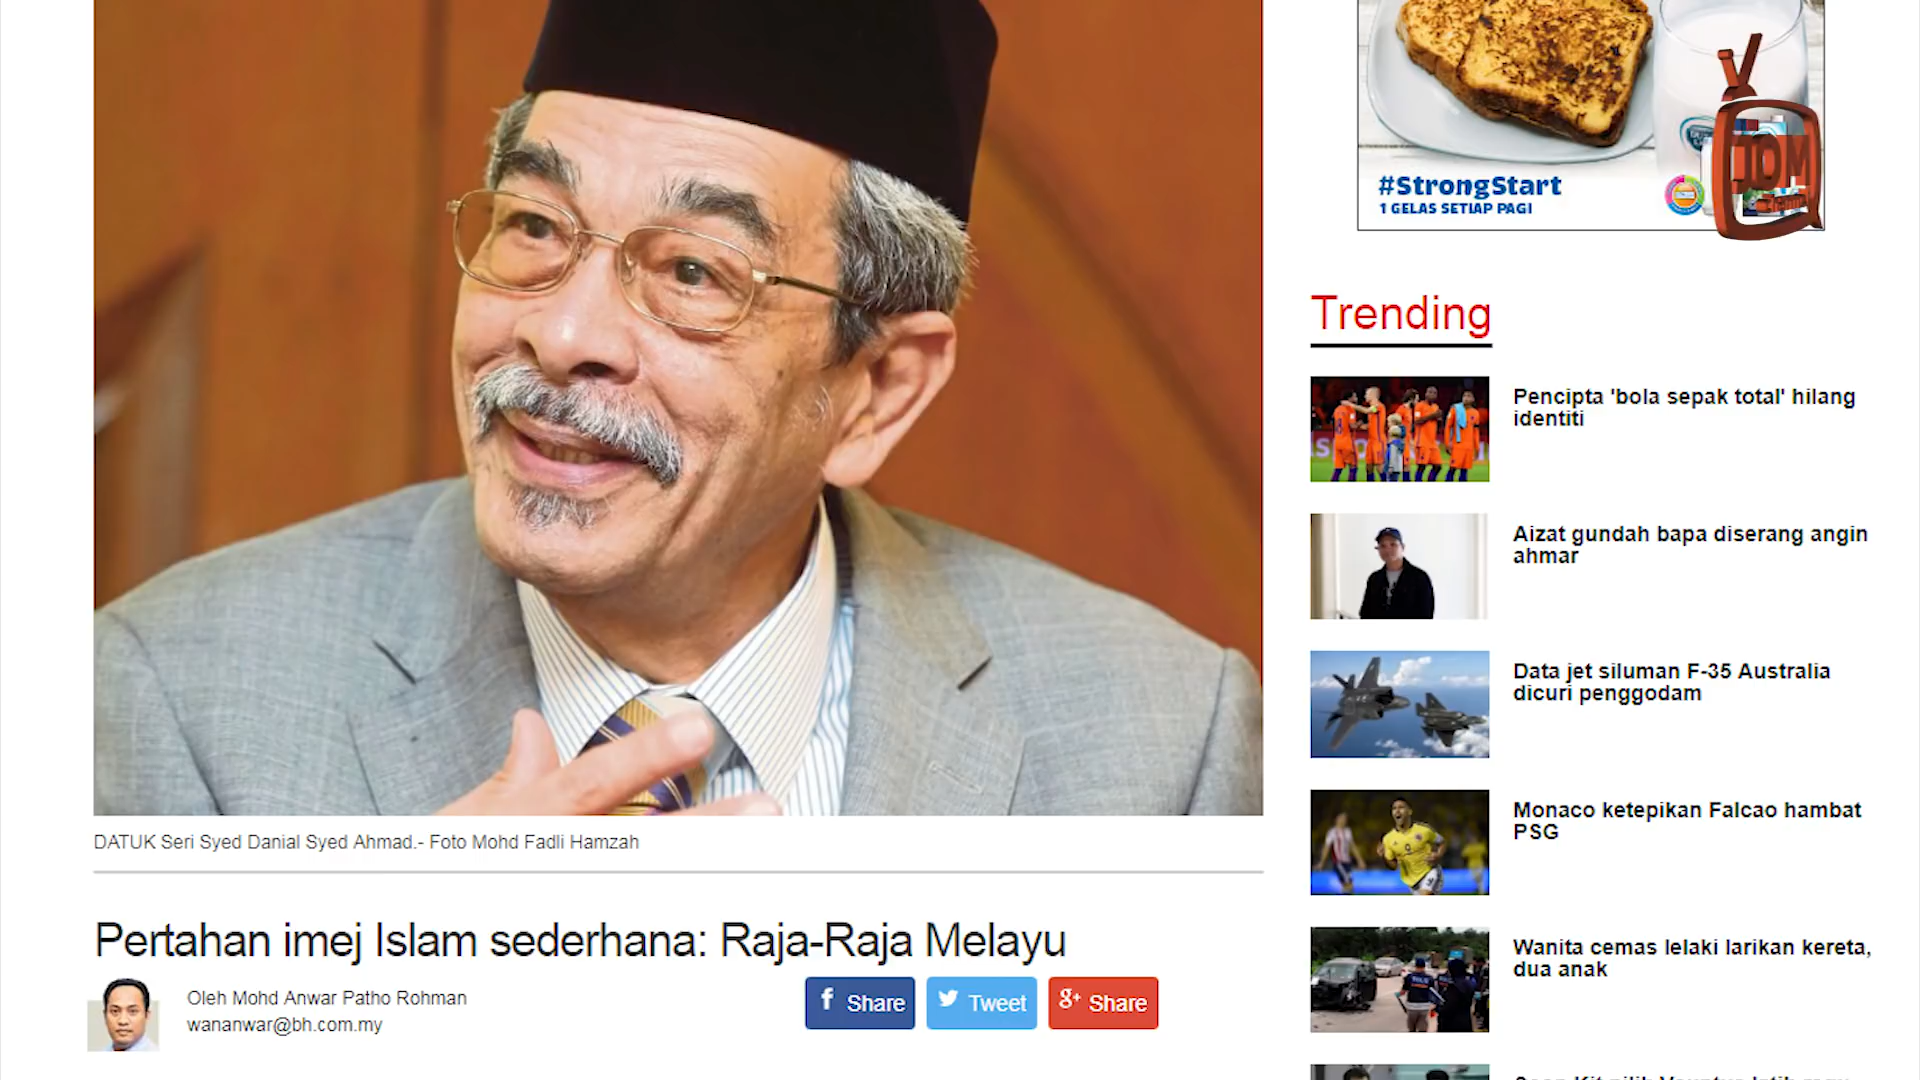 #StrongStart
1 GELAS SETIAP PAGI
JOM
Trending
Pencipta 'bola sepak total' hilang
identiti
Aizat gundah bapa diserang angin
ahmar
Data jet siluman F-35 Australia
dicuri penggodam
Monaco ketepikan Falcao hambat
PSG
Wanita cemas lelaki larikan kereta,
dua anak
DATUK Seri Syed Danial Syed Ahmad.- Foto Mohd Fadli Hamzah
Pertahan imej Islam sederhana: Raja-Raja Melayu
Oleh Mohd Anwar Patho Rohman
wananwar@bh.com.my
f Share
Tweet
g+ Share